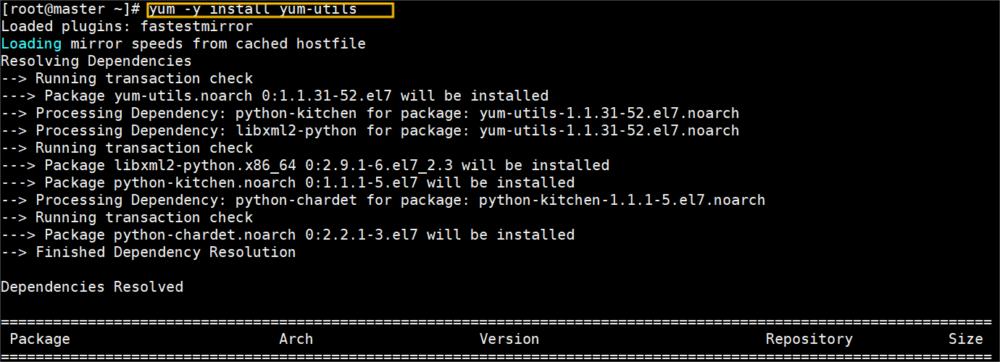 [root@master ~]# yum -y install yum-utils
Loaded plugins: fastestmirror
Loading mirror speeds from cached hostfile
Resolving Dependencies
--> Running transaction check
---> Package yum-utils.noarch 0:1.1.31-52.el7 will be installed
--> Processing Dependency: python-kitchen for package: yum-utils-1.1.31-52.el7.noarch
--> Processing Dependency: libxml2-python for package: yum-utils-1.1.31-52.el7.noarch
--> Running transaction check
---> Package libxml2-python.x86_64 0:2.9.1-6.el7_2.3 will be installed
---> Package python-kitchen.noarch 0:1.1.1-5.el7 will be installed
--> Processing Dependency: python-chardet for package: python-kitchen-1.1.1-5.el7.noarch
--> Running transaction check
---> Package python-chardet.noarch 0:2.2.1-3.el7 will be installed
--> Finished Dependency Resolution
Dependencies Resolved
==================================================================================================================
Package Arch Version Repository Size
==================================================================================================================